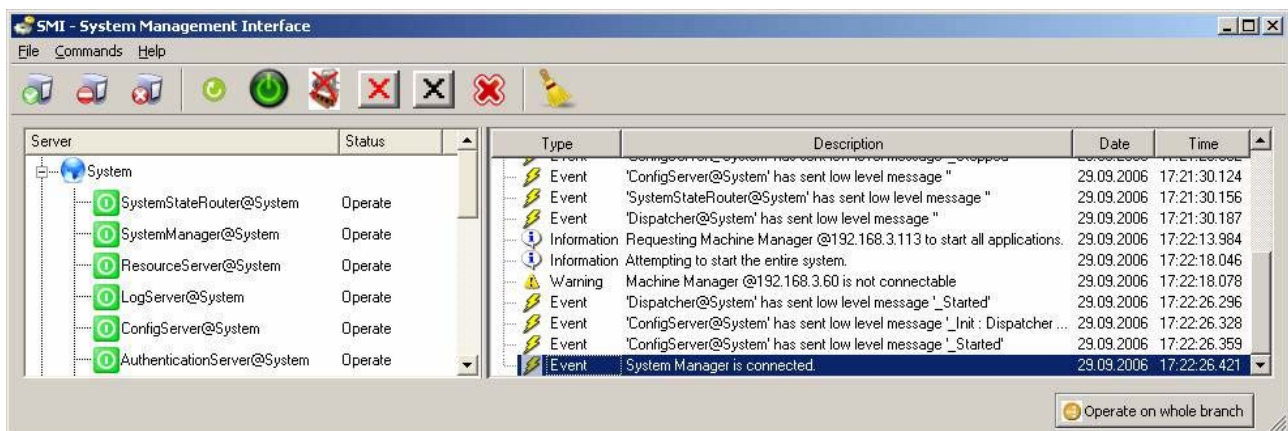 SMI - System Management Interface
File Commands Help
Server Status
System
SystemStateRouter@System Operate
SystemManager@System Operate
ResourceServer@System Operate
LogServer@System Operate
ConfigServer@System Operate
AuthenticationServer@System Operate
Type Description Date Time
Event 'ConfigServer@System' has sent low level message '' 29.09.2006 17:21:30.124
Event 'SystemStateRouter@System' has sent low level message '' 29.09.2006 17:21:30.156
Event 'Dispatcher@System' has sent low level message '' 29.09.2006 17:21:30.187
Information Requesting Machine Manager @192.168.3.113 to start all applications. 29.09.2006 17:22:13.984
Information Attempting to start the entire system. 29.09.2006 17:22:18.046
Warning Machine Manager @192.168.3.60 is not connectable 29.09.2006 17:22:18.078
Event 'Dispatcher@System' has sent low level message '_Started' 29.09.2006 17:22:26.296
Event 'ConfigServer@System' has sent low level message '_Init : Dispatcher ... 29.09.2006 17:22:26.328
Event 'ConfigServer@System' has sent low level message '_Started' 29.09.2006 17:22:26.359
Event System Manager is connected. 29.09.2006 17:22:26.421
Operate on whole branch